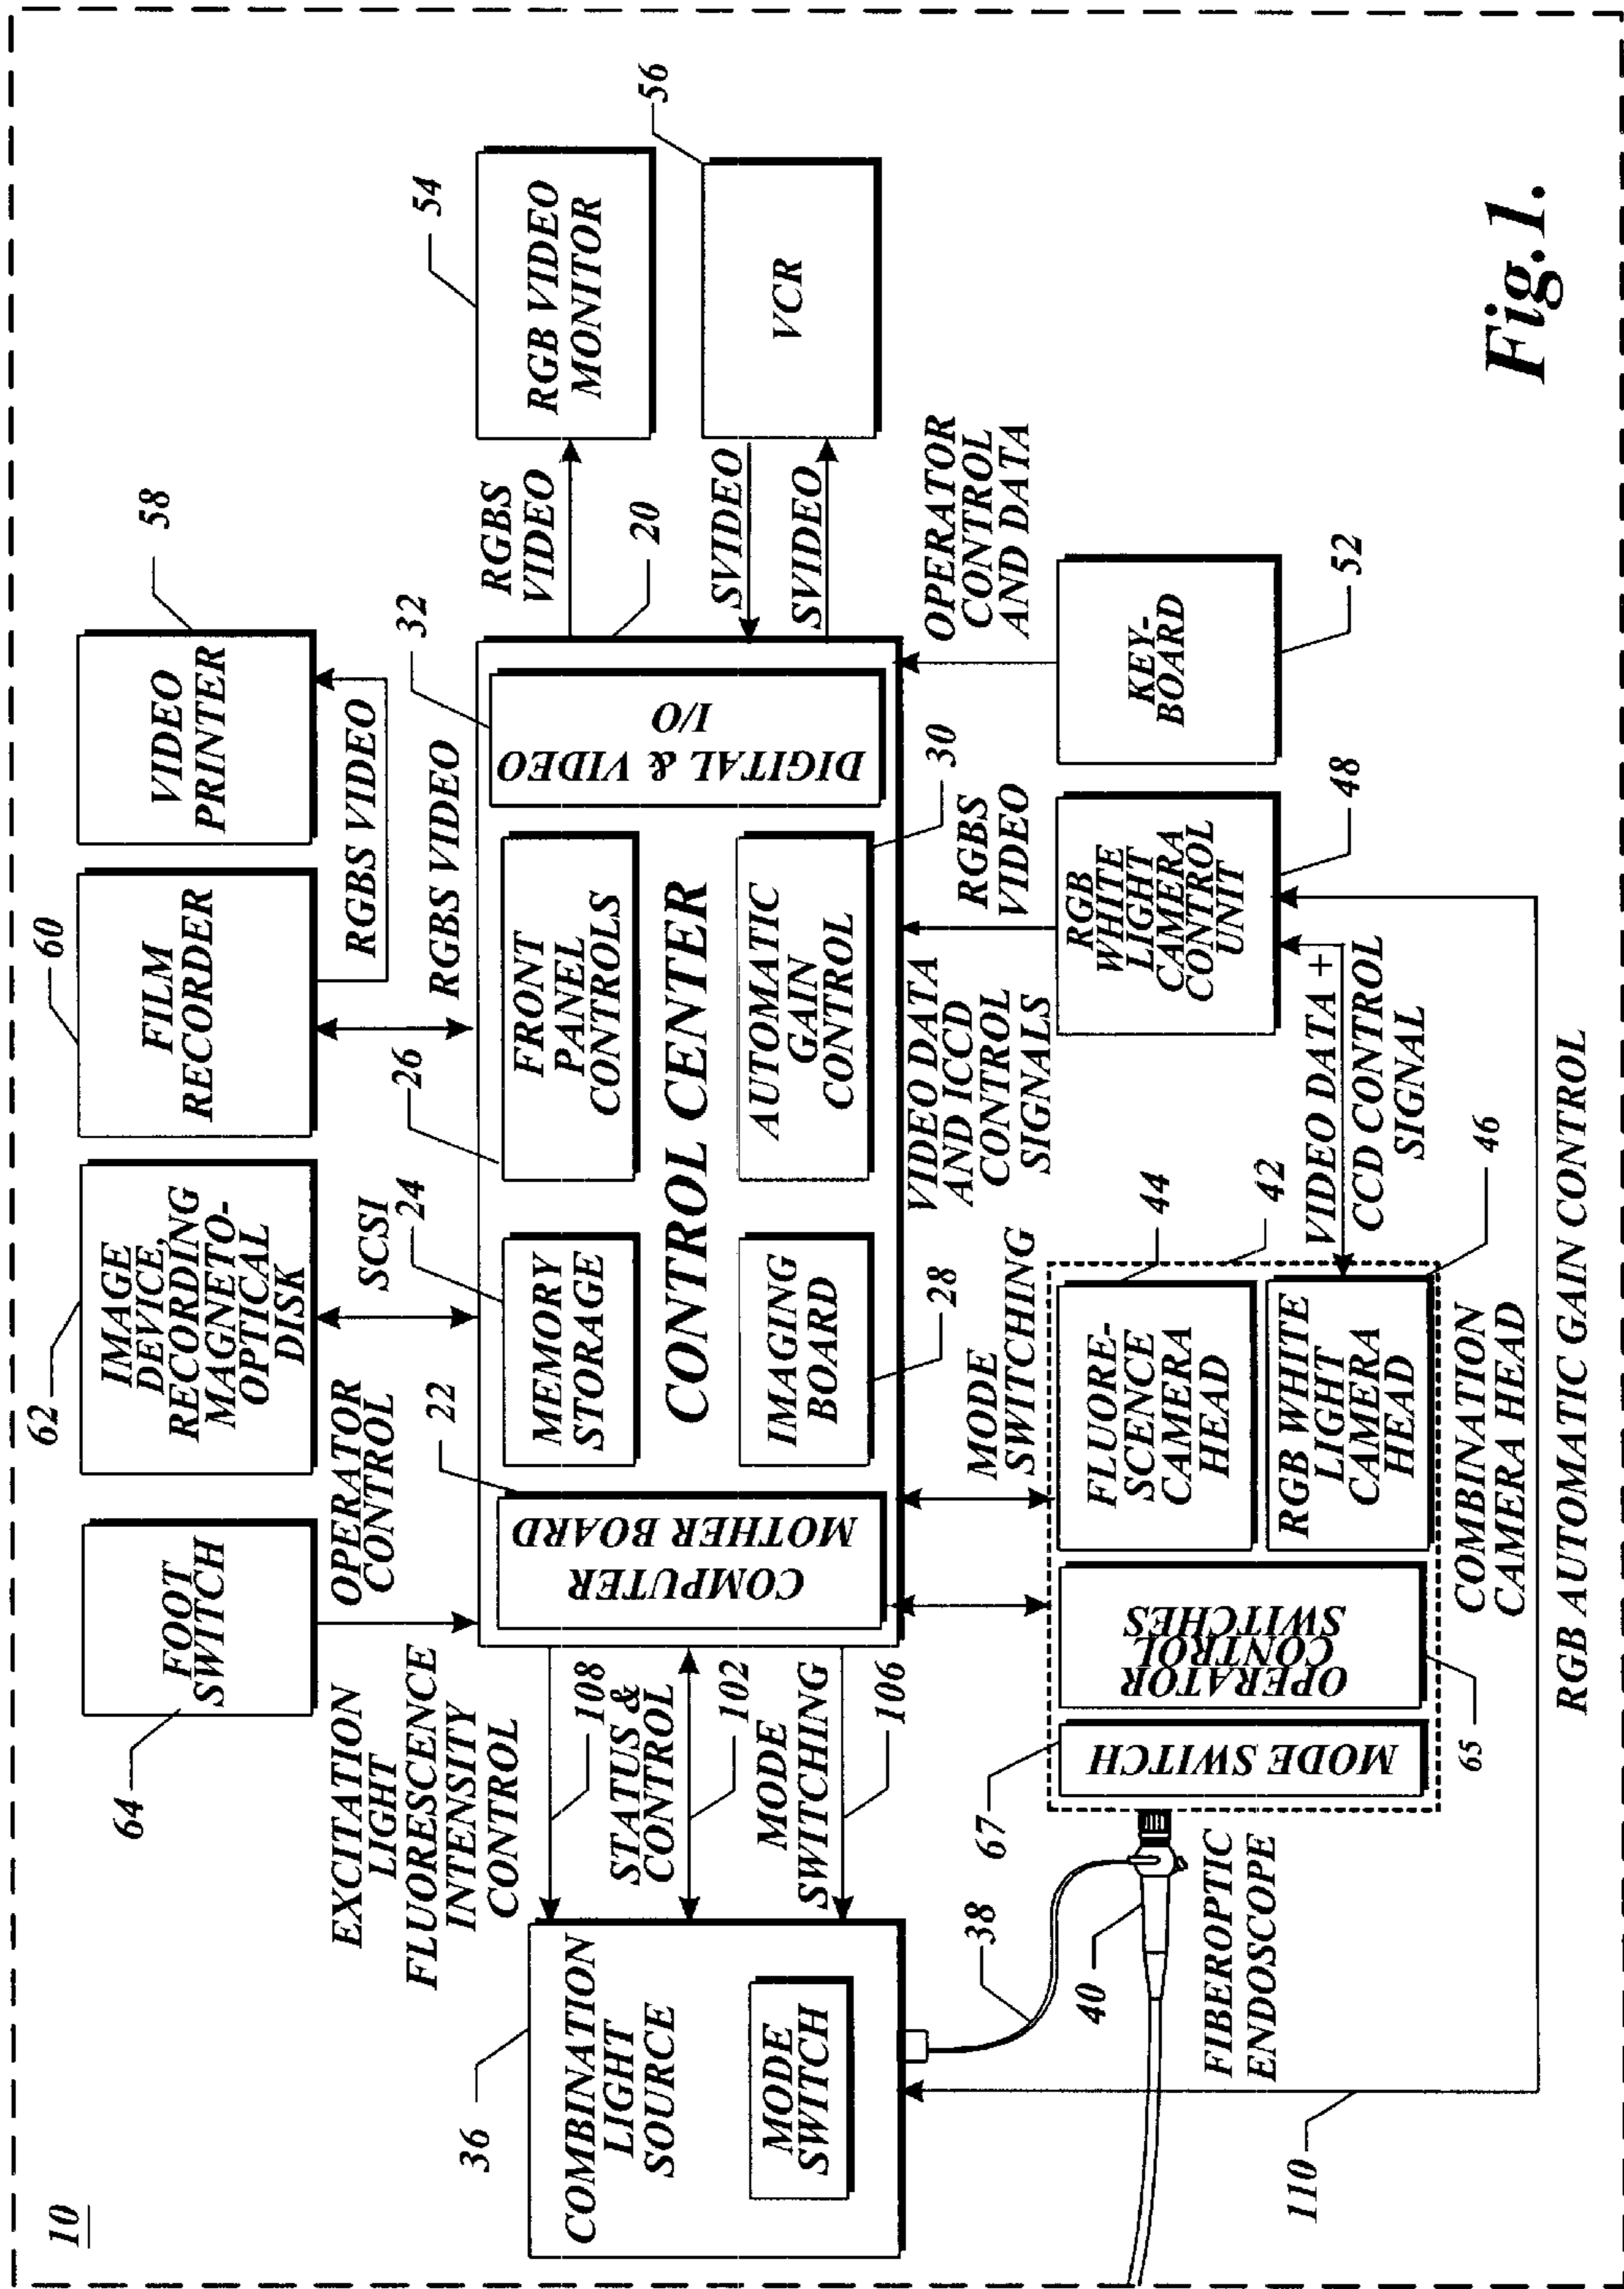 10
64
FOOT
SWITCH
OPERATOR
CONTROL
62
IMAGE
DEVICE,
RECORDING
MAGNETO-
OPTICAL
DISK
SCSI
60
FILM
RECORDER
RGBS VIDEO
58
VIDEO
PRINTER
RGBS VIDEO
36
COMBINATION
LIGHT
SOURCE
MODE
SWITCH
EXCITATION
LIGHT
FLUORESCENCE
INTENSITY
CONTROL
108
STATUS &
CONTROL
102
MODE
SWITCHING
106
22
COMPUTER
MOTHER BOARD
24
MEMORY
STORAGE
26
FRONT
PANEL
CONTROLS
CONTROL CENTER
IMAGING
BOARD
28
AUTOMATIC
GAIN
CONTROL
30
32
DIGITAL & VIDEO
I/O
20
RGBS
VIDEO
54
RGB VIDEO
MONITOR
SVIDEO
SVIDEO
56
VCR
38
40
FIBEROPTIC
ENDOSCOPE
67
MODE SWITCH
OPERATOR
CONTROL
SWITCHES
65
MODE
SWITCHING
FLUORE-
SCENCE
CAMERA
HEAD
44
42
RGB WHITE
LIGHT
CAMERA
HEAD
46
COMBINATION
CAMERA HEAD
VIDEO DATA
AND ICCD
CONTROL
SIGNALS
VIDEO DATA +
CCD CONTROL
SIGNAL
RGBS
VIDEO
RGB
WHITE
LIGHT
CAMERA
CONTROL
UNIT
48
OPERATOR
CONTROL
AND DATA
KEY-
BOARD
52
110
RGB AUTOMATIC GAIN CONTROL
Fig.1.